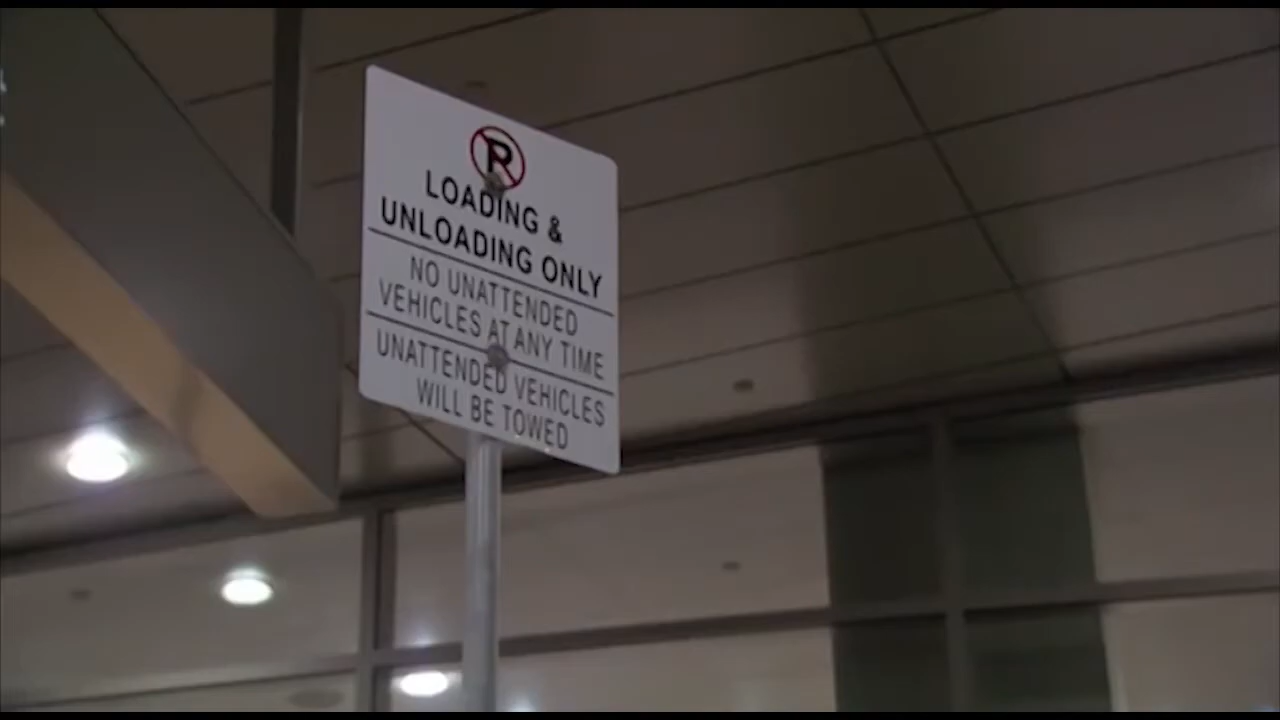 P
LOADING &
UNLOADING ONLY
NO UNATTENDED
VEHICLES AT ANY TIME
UNATTENDED VEHICLES
WILL BE TOWED